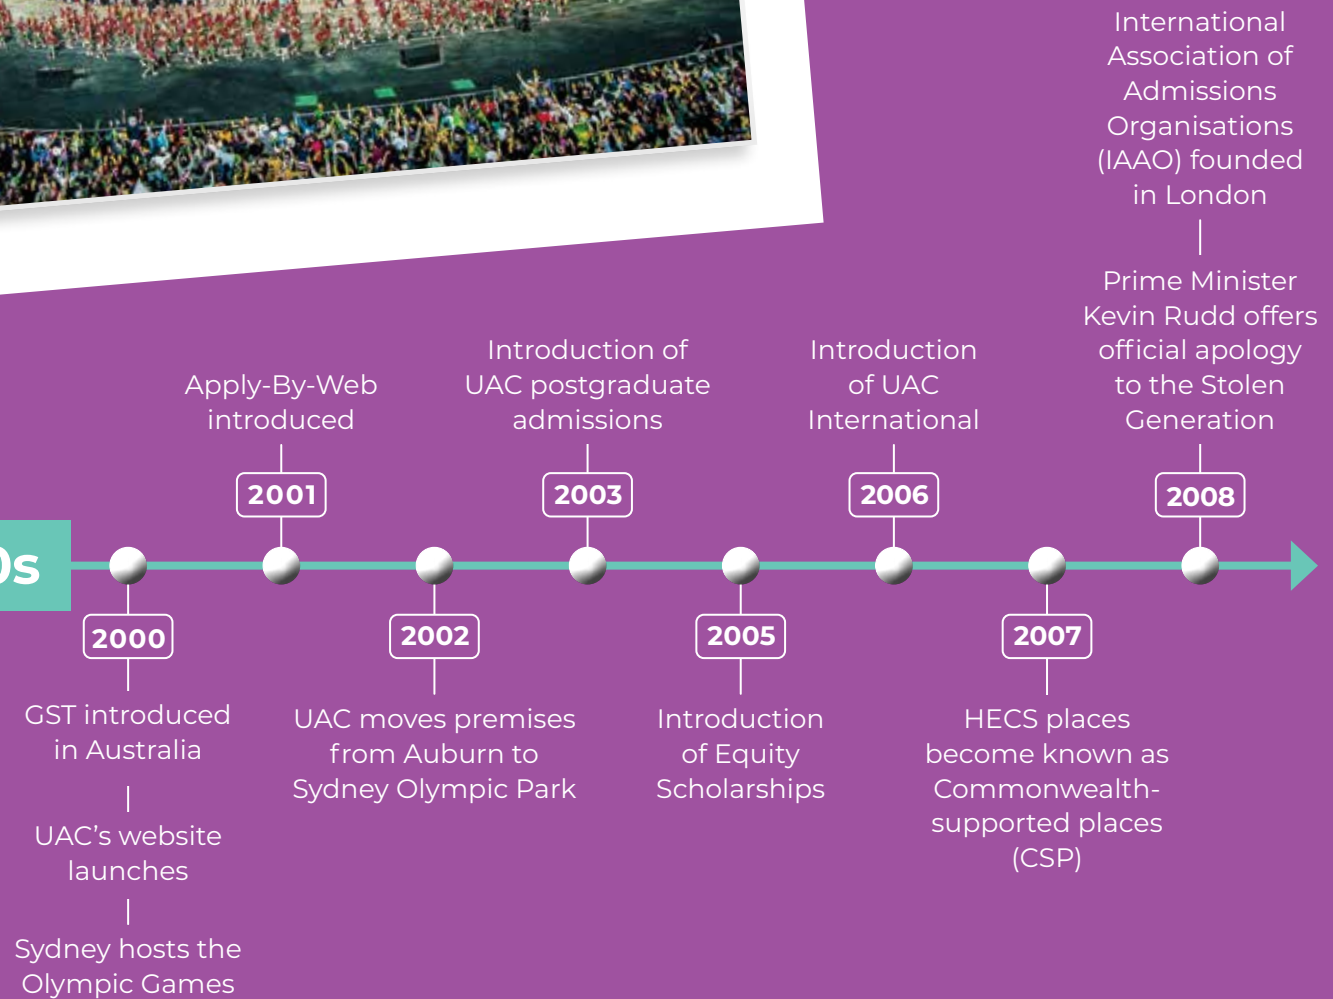 International
Association of
Admissions
Organisations
(IAAO) founded
in London
Prime Minister
Kevin Rudd offers
official apology
to the Stolen
Generation
Apply-By-Web
introduced
Introduction of
UAC postgraduate
admissions
Introduction
of UAC
International
2001
2003
2006
2008
0s
2000
2002
2005
2007
GST introduced
in Australia
UAC’s website
launches
Sydney hosts the
Olympic Games
UAC moves premises
from Auburn to
Sydney Olympic Park
Introduction
of Equity
Scholarships
HECS places
become known as
Commonwealth-
supported places
(CSP)